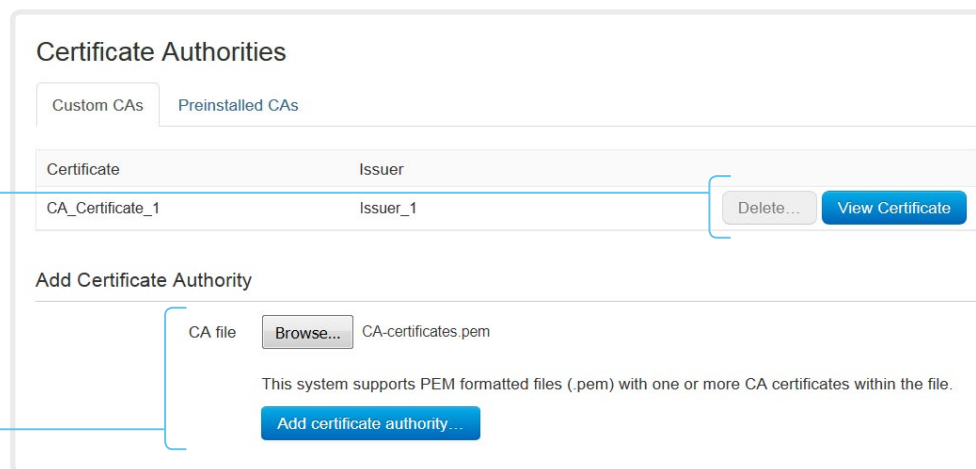 Certificate Authorities
Custom CAs Preinstalled CAs
Certificate Issuer
CA_Certificate_1 Issuer_1 Delete... View Certificate
Add Certificate Authority
CA file Browse... CA-certificates.pem
This system supports PEM formatted files (.pem) with one or more CA certificates within the file.
Add certificate authority...